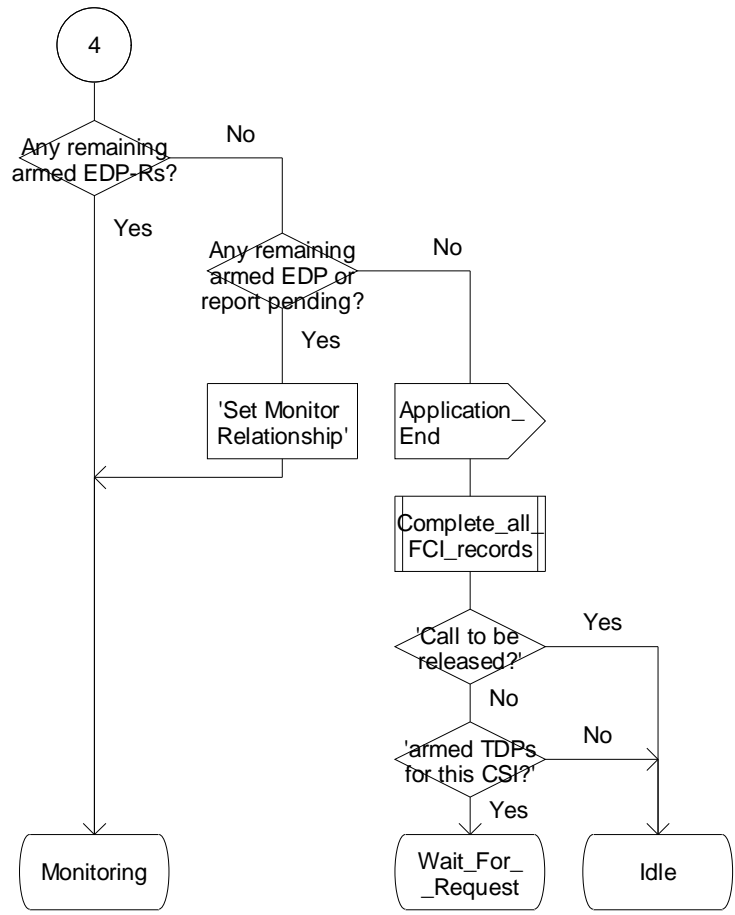 4
Any remaining
armed EDP-Rs?
No
Yes
Any remaining
armed EDP or
report pending?
No
Yes
'Set Monitor
Relationship'
Application_
End
Complete_all_
FCI_records
'Call to be
released?'
Yes
No
'armed TDPs
for this CSI?'
No
Yes
Monitoring
Wait_For_
_Request
Idle